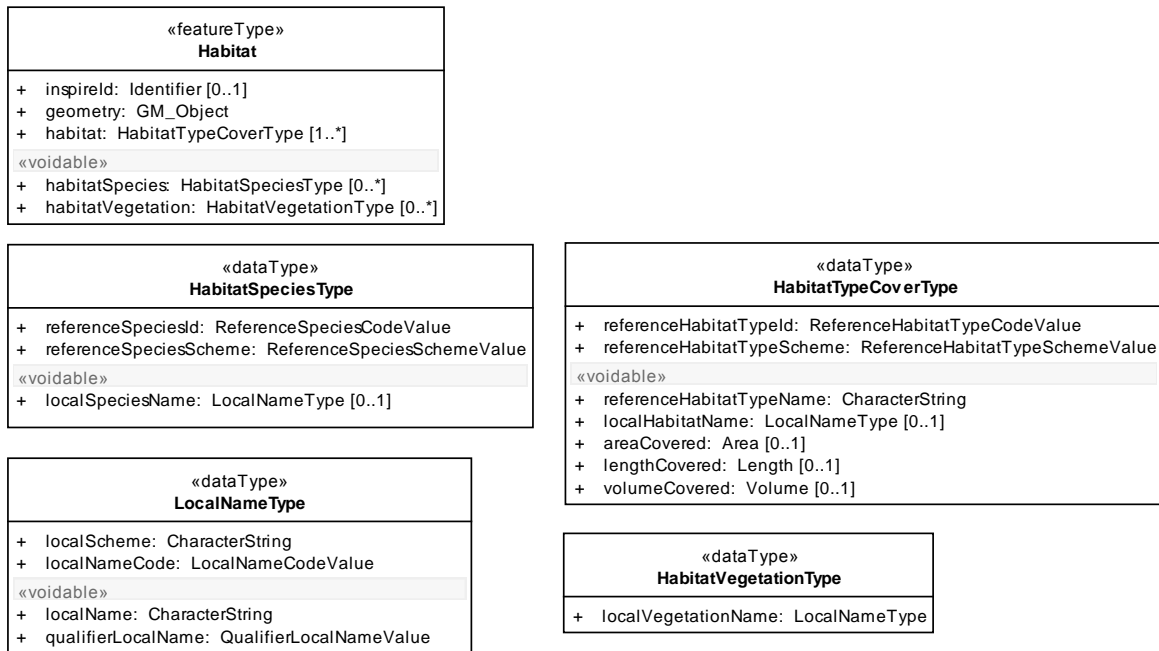 «featureType»
Habitat
+ inspireId: Identifier [0..1]
+ geometry: GM_Object
+ habitat: HabitatTypeCoverType [1..*]
«voidable»
+ habitatSpecies: HabitatSpeciesType [0..*]
+ habitatVegetation: HabitatVegetationType [0..*]
«dataType»
HabitatSpeciesType
+ referenceSpeciesId: ReferenceSpeciesCodeValue
+ referenceSpeciesScheme: ReferenceSpeciesSchemeValue
«voidable»
+ localSpeciesName: LocalNameType [0..1]
«dataType»
HabitatTypeCoverType
+ referenceHabitatTypeId: ReferenceHabitatTypeCodeValue
+ referenceHabitatTypeScheme: ReferenceHabitatTypeSchemeValue
«voidable»
+ referenceHabitatTypeName: CharacterString
+ localHabitatName: LocalNameType [0..1]
+ areaCovered: Area [0..1]
+ lengthCovered: Length [0..1]
+ volumeCovered: Volume [0..1]
«dataType»
LocalNameType
+ localScheme: CharacterString
+ localNameCode: LocalNameCodeValue
«voidable»
+ localName: CharacterString
+ qualifierLocalName: QualifierLocalNameValue
«dataType»
HabitatVegetationType
+ localVegetationName: LocalNameType